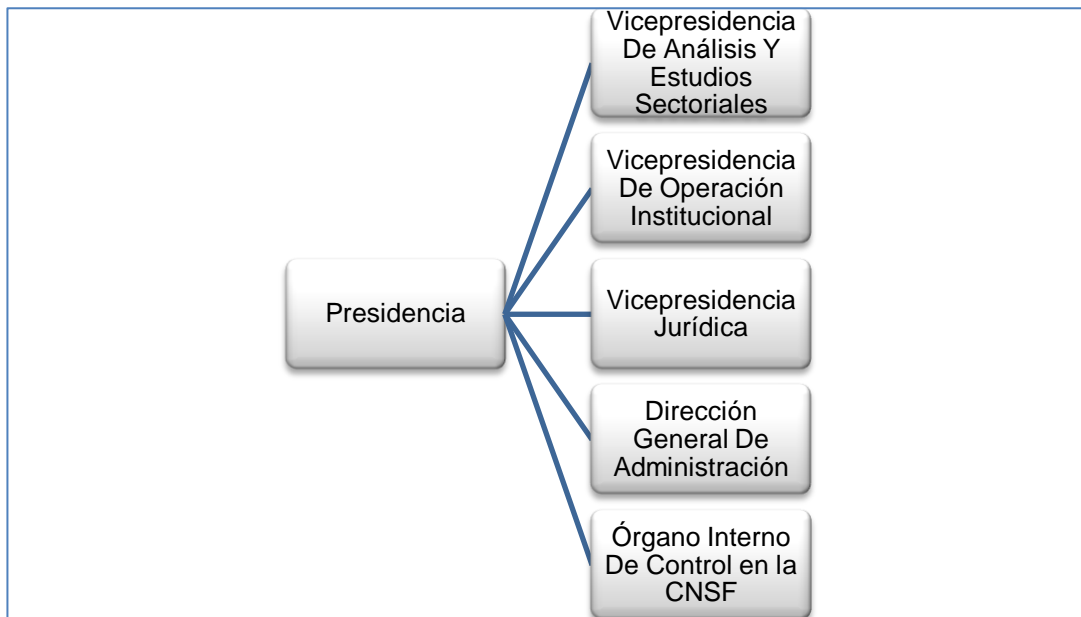 Presidencia
Vicepresidencia
De Análisis Y
Estudios
Sectoriales
Vicepresidencia
De Operación
Institucional
Vicepresidencia
Jurídica
Dirección
General De
Administración
Órgano Interno
De Control en la
CNSF